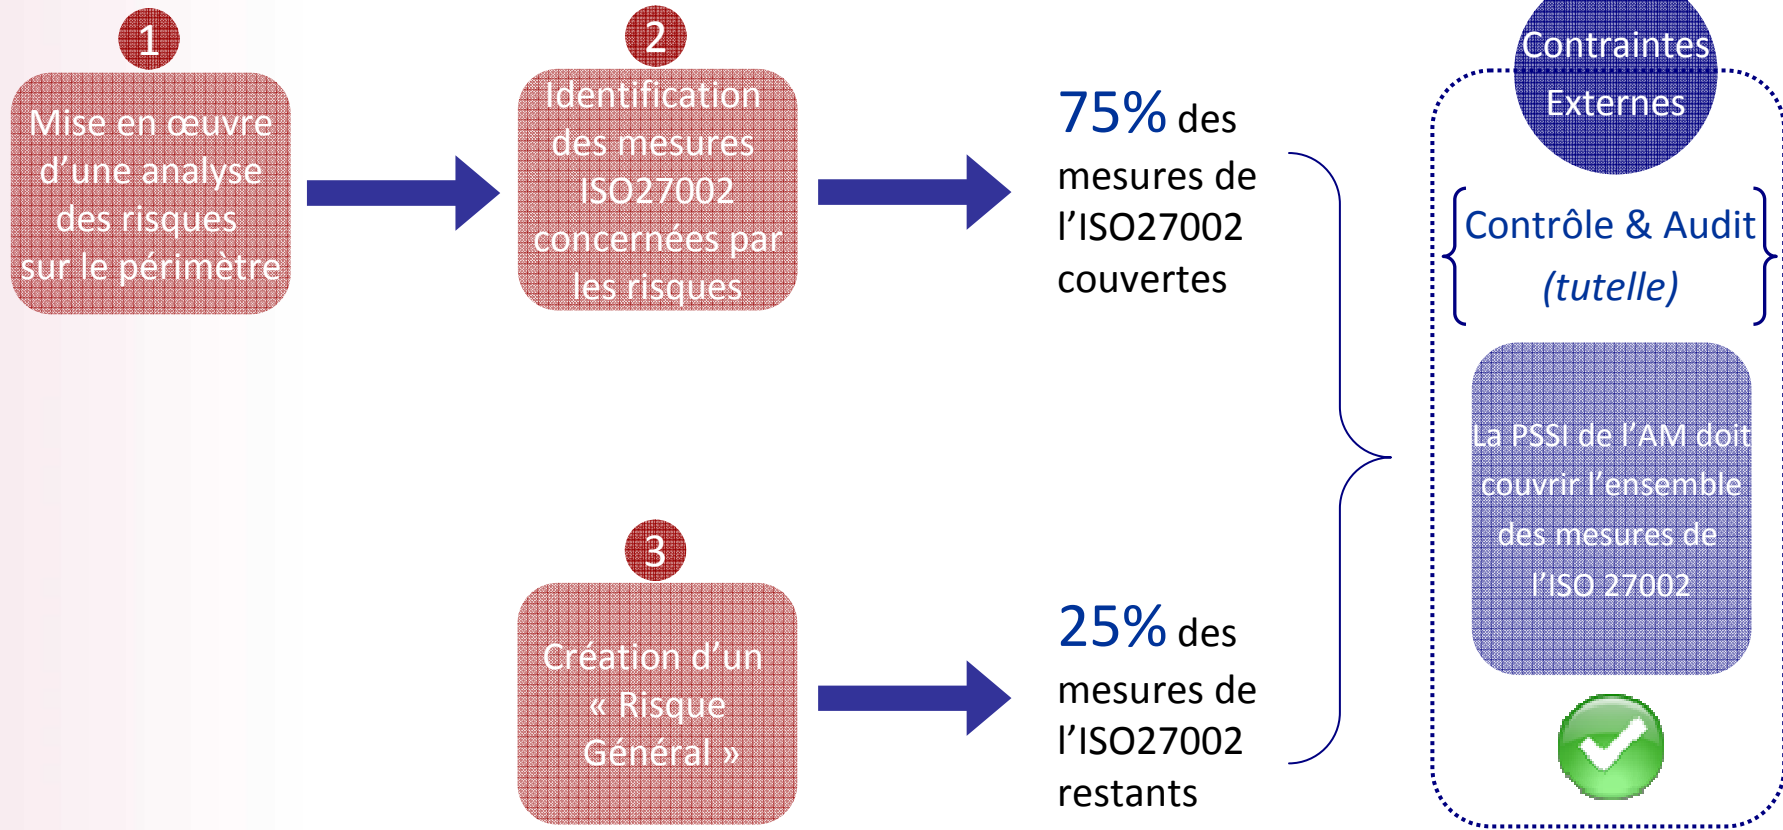 1
Mise en œuvre
d'une analyse
des risques
sur le périmètre
2
Identification
des mesures
ISO27002
concernées par
les risques
75% des
mesures de
l'ISO27002
couvertes
3
Création d'un
« Risque
Général »
25% des
mesures de
l'ISO27002
restants
Contraintes
Externes
Contrôle & Audit
(tutelle)
La PSSI de l'AM doit
couvrir l'ensemble
des mesures de
l'ISO 27002